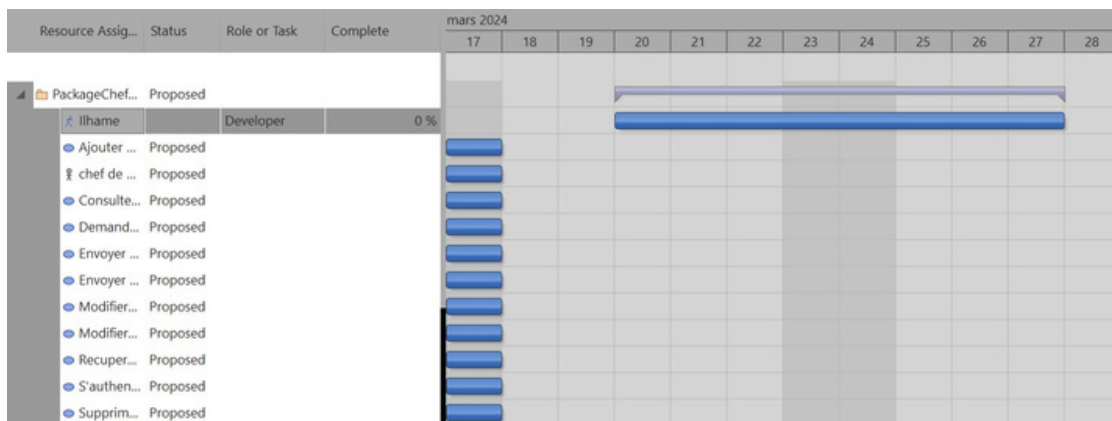 mars 2024
Resource Assig... Status Role or Task Complete
17 18 19 20 21 22 23 24 25 26 27 28
PackageChef... Proposed
Ilhame Developer 0 %
Ajouter ... Proposed
chef de ... Proposed
Consulte... Proposed
Demand... Proposed
Envoyer ... Proposed
Envoyer ... Proposed
Modifier... Proposed
Modifier... Proposed
Recuper... Proposed
S'authen... Proposed
Supprim... Proposed